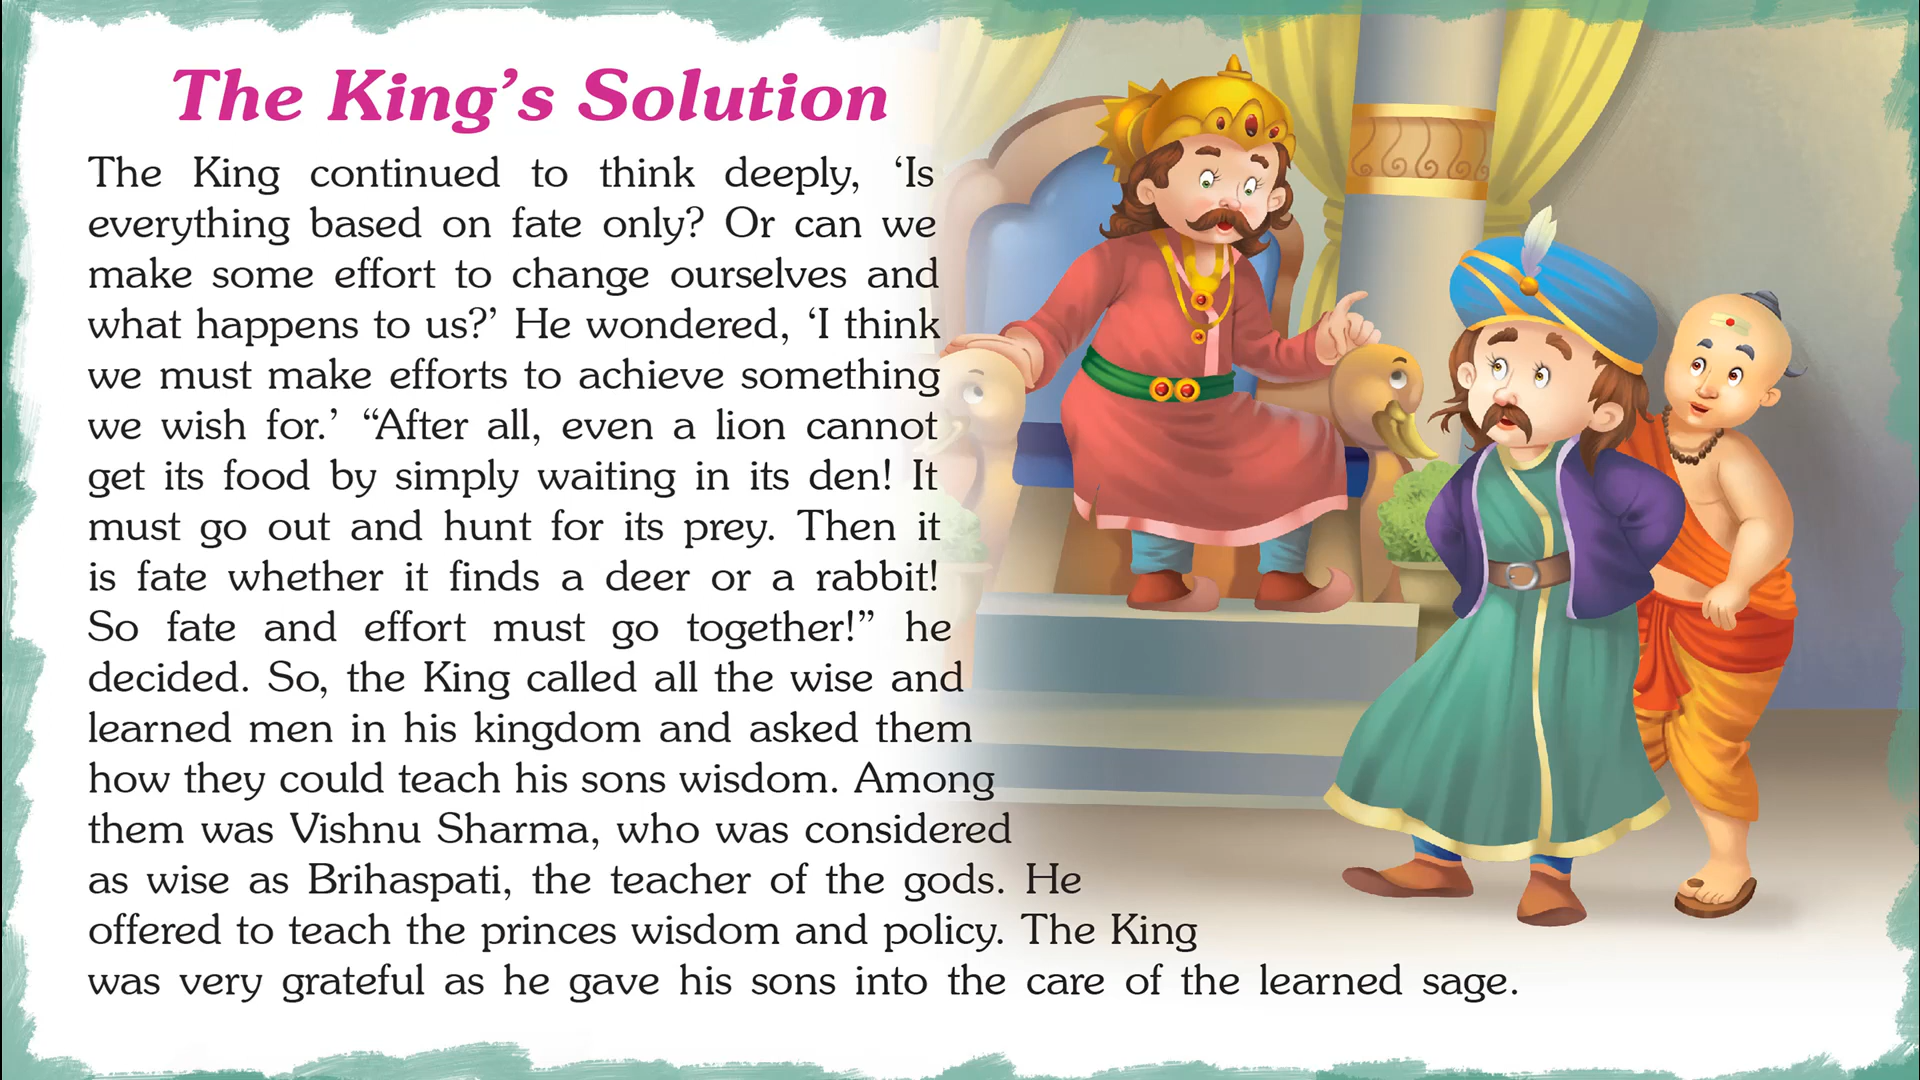 The King’s Solution
The King continued to think deeply, ‘Is
everything based on fate only? Or can we
make some effort to change ourselves and
what happens to us?’ He wondered, ‘I think
we must make efforts to achieve something
we wish for.’ “After all, even a lion cannot
get its food by simply waiting in its den! It
must go out and hunt for its prey. Then it
is fate whether it finds a deer or a rabbit!
So fate and effort must go together!” he
decided. So, the King called all the wise and
learned men in his kingdom and asked them
how they could teach his sons wisdom. Among
them was Vishnu Sharma, who was considered
as wise as Brihaspati, the teacher of the gods. He
offered to teach the princes wisdom and policy. The King
was very grateful as he gave his sons into the care of the learned sage.